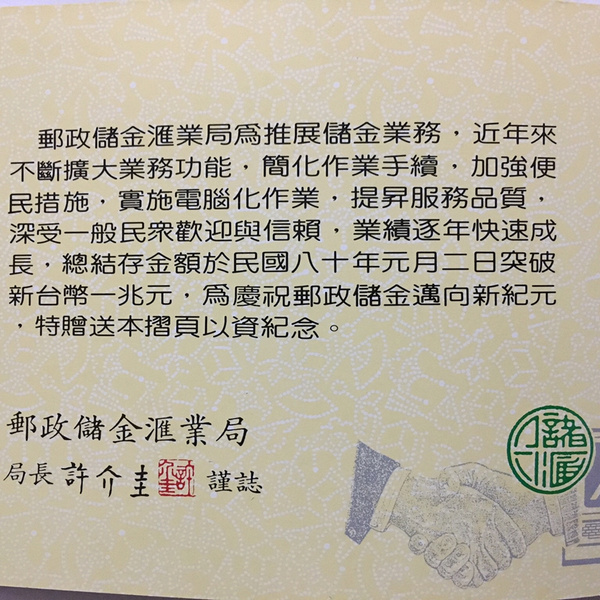 郵政儲金滙業局為推展儲金業務，近年來
不斷擴大業務功能，簡化作業手續，加強便
民措施，實施電腦化作業，提昇服務品質，
深受一般民眾歡迎與信賴，業績逐年快速成
長，總結存金額於民國八十年元月二日突破
新台幣一兆元，為慶祝郵政儲金邁向新紀元
，特贈送本摺頁以資紀念。
郵政儲金滙業局
局長 許介圭 謹誌